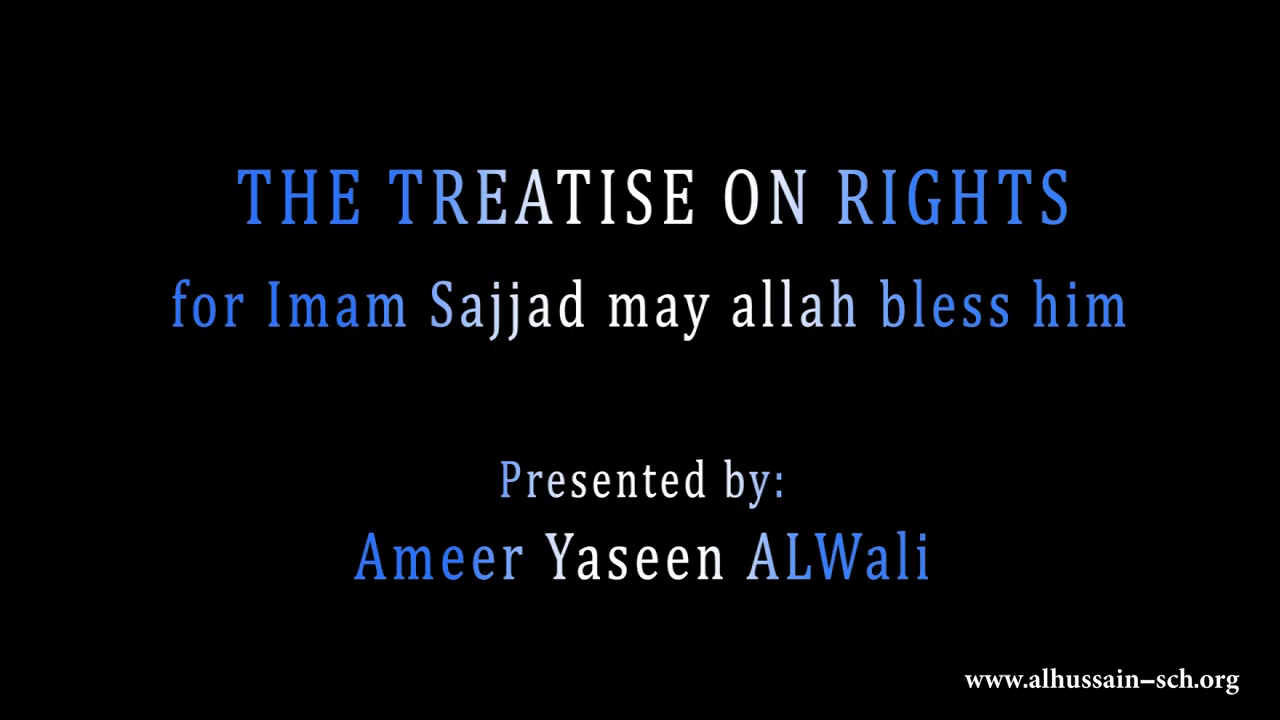 THE TREATISE ON RIGHTS
for Imam Sajjad may allah bless him
Presented by:
Ameer Yaseen ALWali
www.alhussain-sch.org